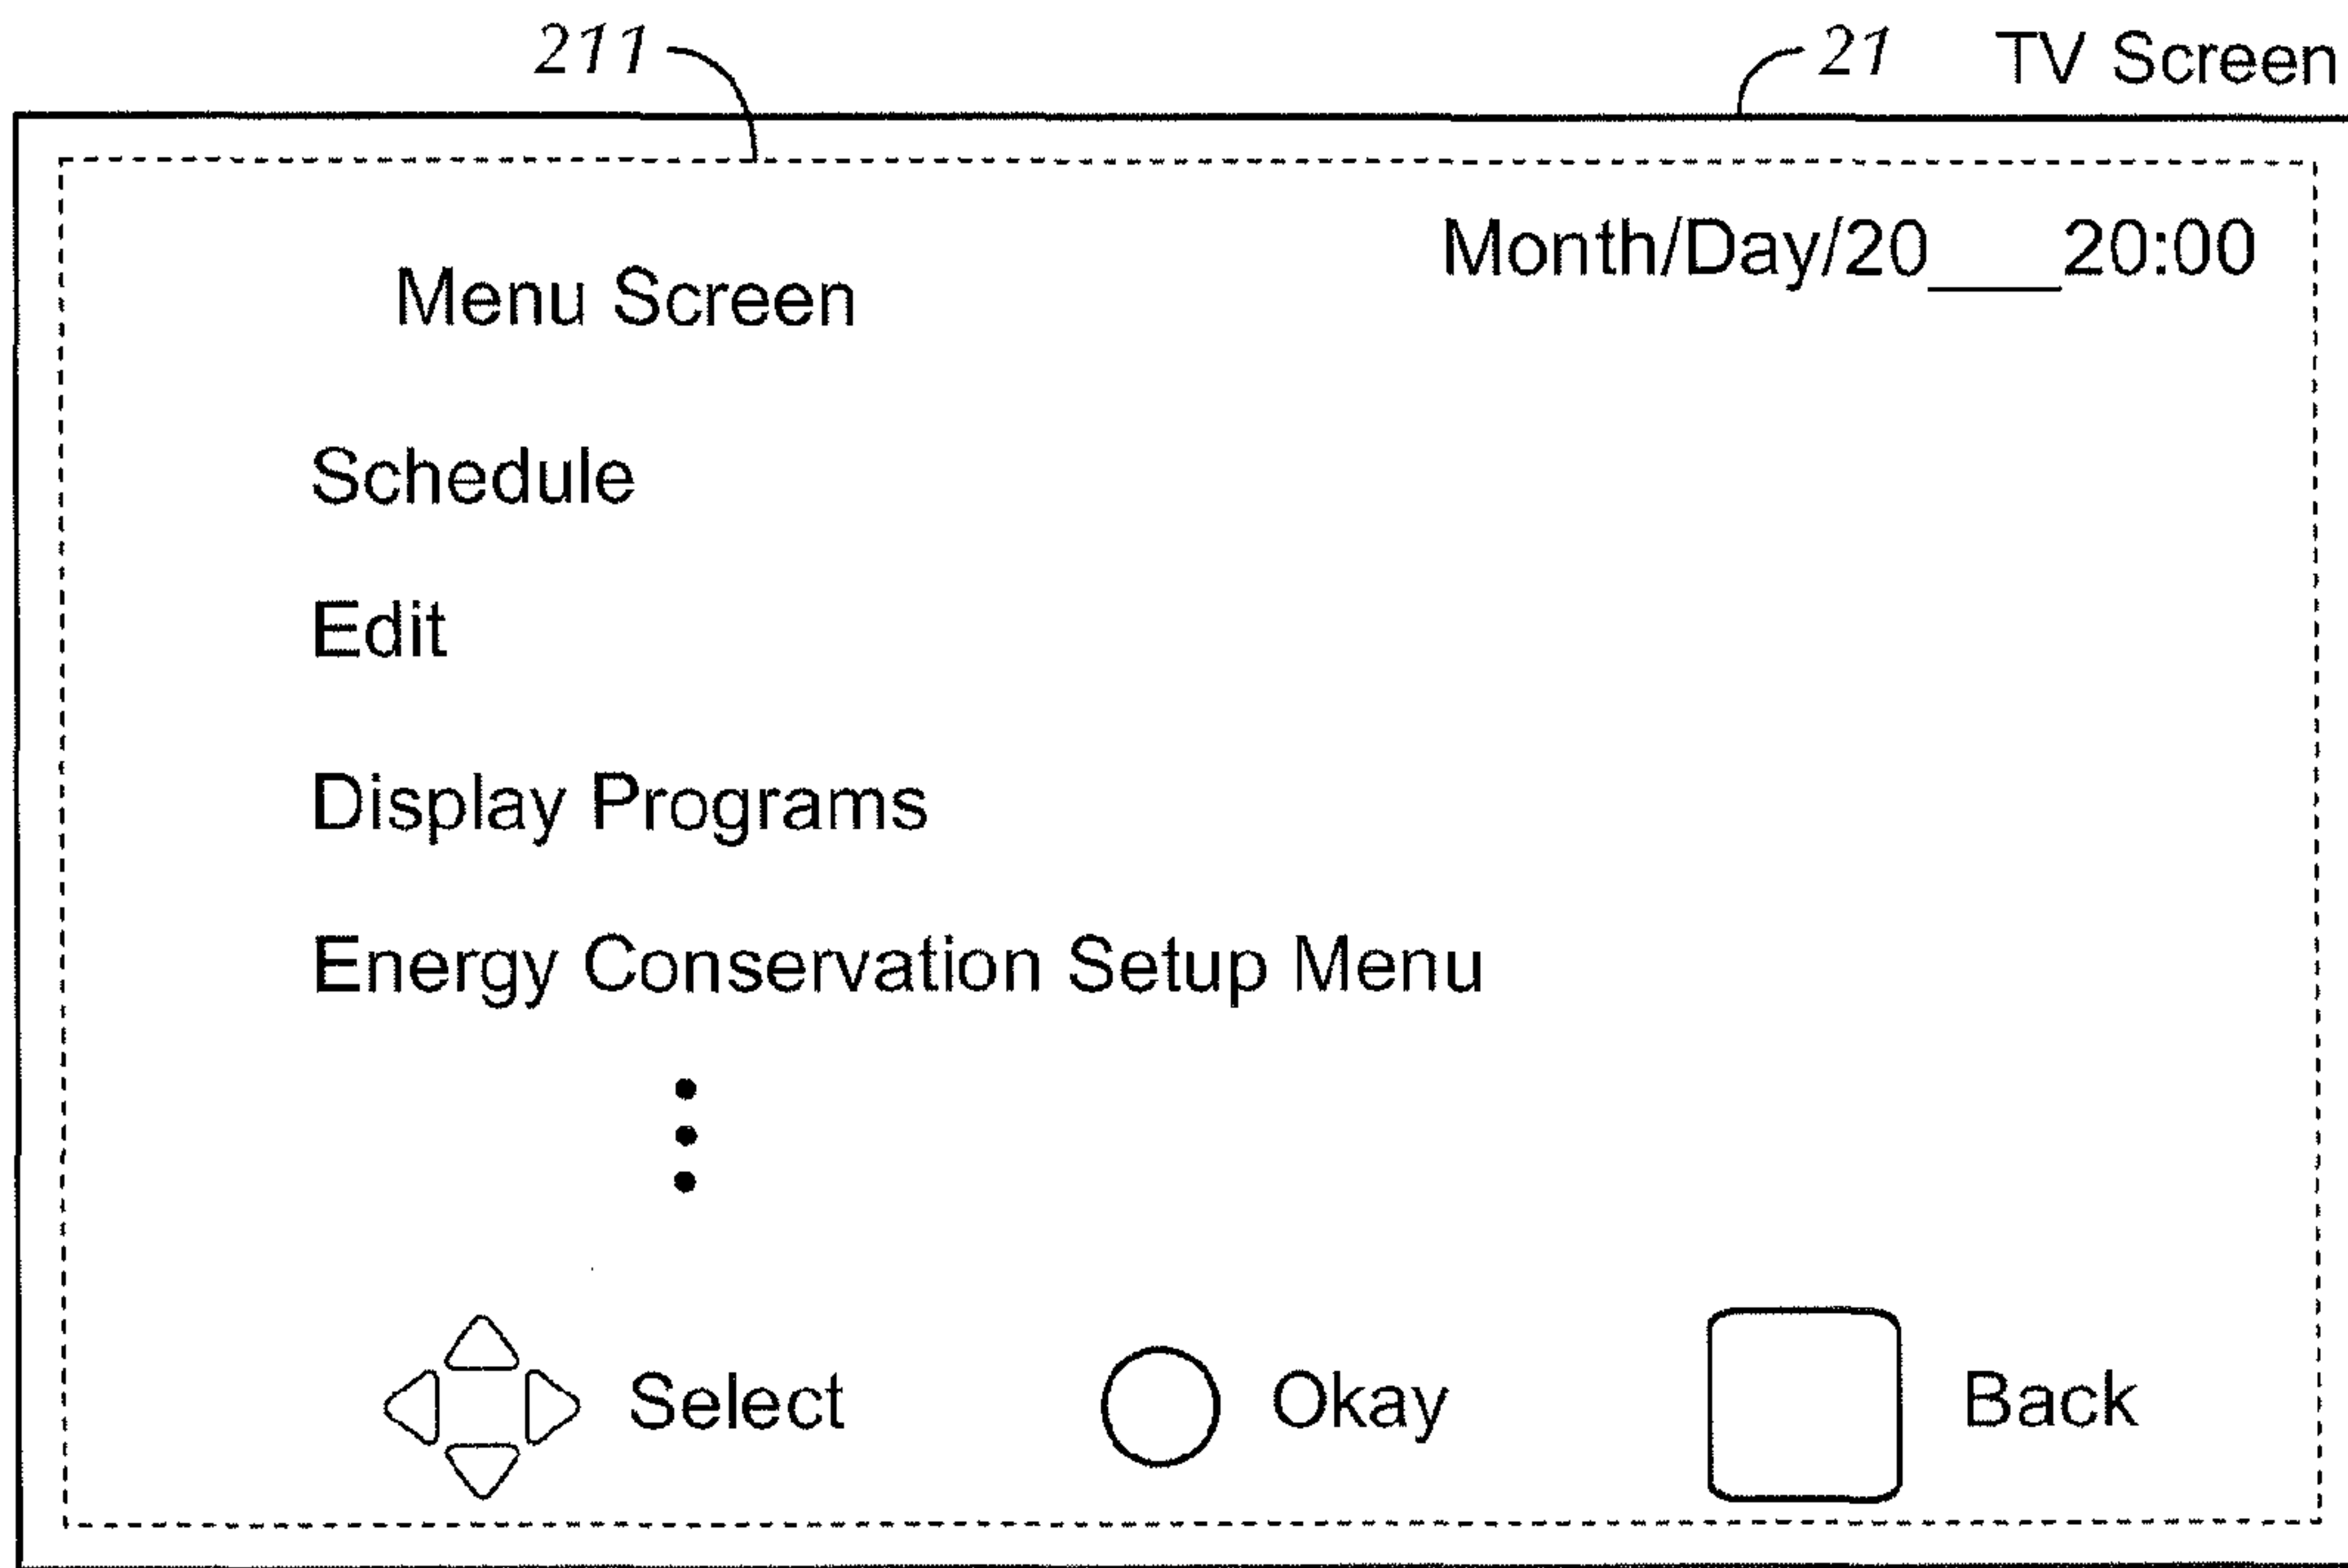 211
21 TV Screen
Month/Day/20___20:00
Menu Screen
Schedule
Edit
Display Programs
Energy Conservation Setup Menu
Select Okay Back